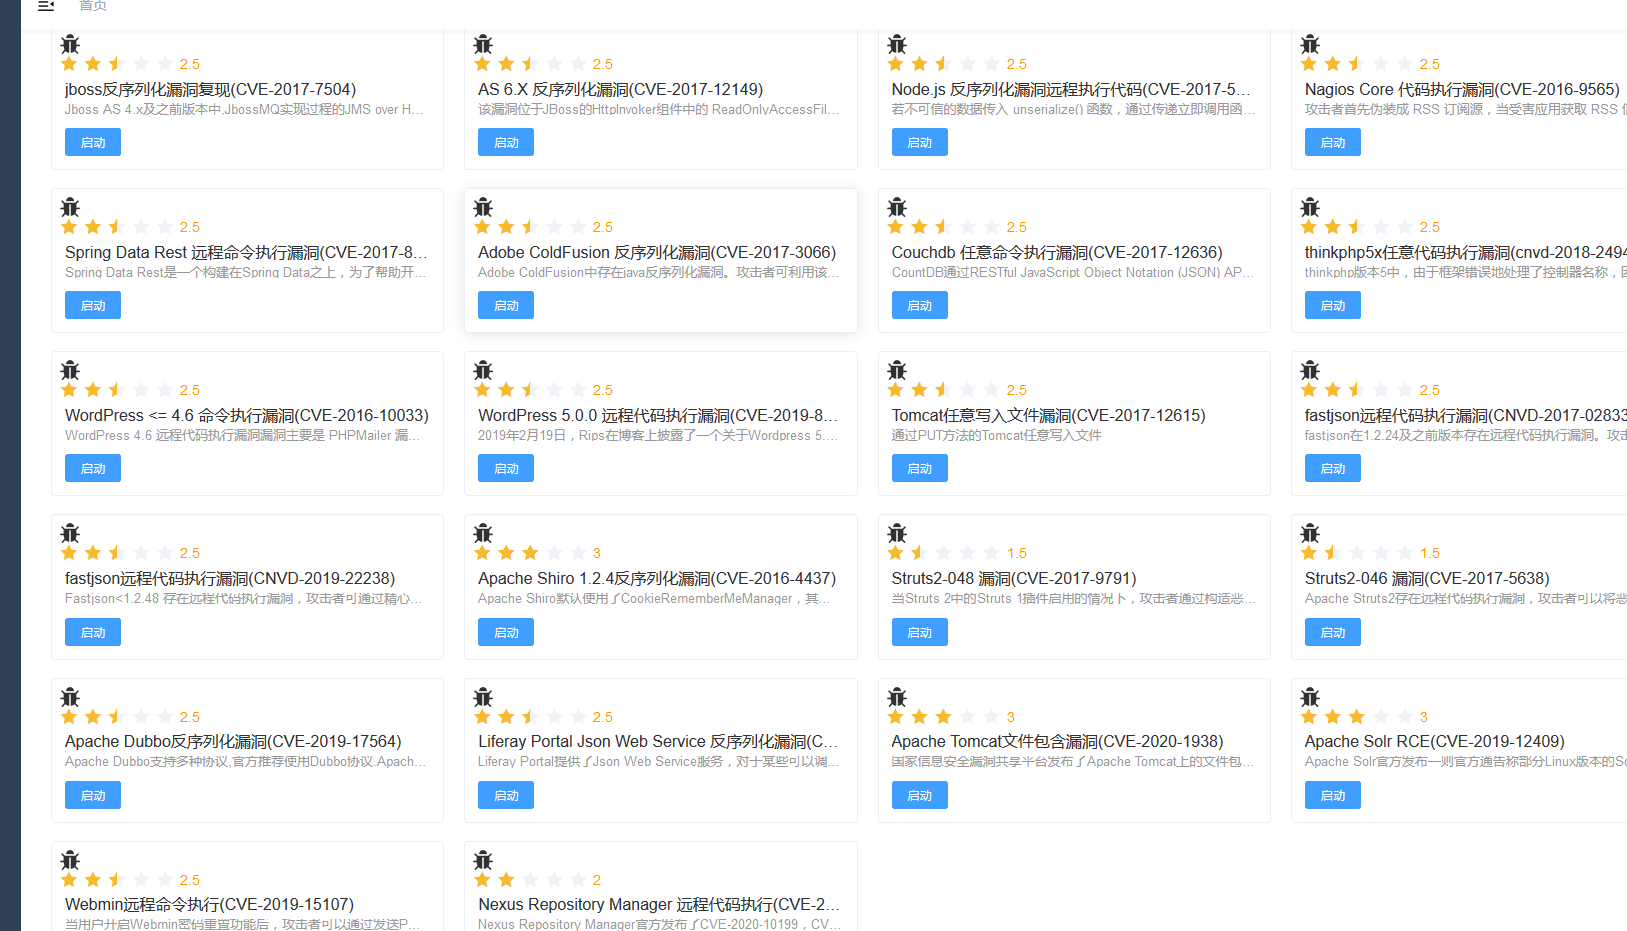 首页
2.5
jboss反序列化漏洞复现(CVE-2017-7504)
Jboss AS 4.x及之前版本中,JbossMQ实现过程的JMS over H...
启动
2.5
AS 6.X 反序列化漏洞(CVE-2017-12149)
该漏洞位于JBoss的HttpInvoker组件中的 ReadOnlyAccessFil...
启动
2.5
Node.js 反序列化漏洞远程执行代码(CVE-2017-5...
若不可信的数据传入 unserialize() 函数，通过传递立即调用函...
启动
2.5
Nagios Core 代码执行漏洞(CVE-2016-9565)
攻击者首先伪装成 RSS 订阅源，当受害应用获取 RSS
启动
2.5
Spring Data Rest 远程命令执行漏洞(CVE-2017-8...
Spring Data Rest是一个构建在Spring Data之上，为了帮助开...
启动
2.5
Adobe ColdFusion 反序列化漏洞(CVE-2017-3066)
Adobe ColdFusion中存在java反序列化漏洞。攻击者可利用该...
启动
2.5
Couchdb 任意命令执行漏洞(CVE-2017-12636)
CountDB通过RESTful JavaScript Object Notation (JSON) AP...
启动
2.5
thinkphp5x任意代码执行漏洞(cnvd-2018-2494
thinkphp版本5中，由于框架错误地处理了控制器名称，
启动
2.5
WordPress <= 4.6 命令执行漏洞(CVE-2016-10033)
WordPress 4.6 远程代码执行漏洞漏洞主要是 PHPMailer 漏...
启动
2.5
WordPress 5.0.0 远程代码执行漏洞(CVE-2019-8...
2019年2月19日，Rips在博客上披露了一个关于Wordpress 5....
启动
2.5
Tomcat任意写入文件漏洞(CVE-2017-12615)
通过PUT方法的Tomcat任意写入文件
启动
2.5
fastjson远程代码执行漏洞(CNVD-2017-02833
fastjson在1.2.24及之前版本存在远程代码执行漏洞。攻击
启动
2.5
fastjson远程代码执行漏洞(CNVD-2019-22238)
Fastjson<1.2.48 存在远程代码执行漏洞，攻击者可通过精心...
启动
3
Apache Shiro 1.2.4反序列化漏洞(CVE-2016-4437)
Apache Shiro默认使用了CookieRememberMeManager，其...
启动
1.5
Struts2-048 漏洞(CVE-2017-9791)
当Struts 2中的Struts 1插件启用的情况下，攻击者通过构造恶...
启动
1.5
Struts2-046 漏洞(CVE-2017-5638)
Apache Struts2存在远程代码执行漏洞，攻击者可以将恶
启动
2.5
Apache Dubbo反序列化漏洞(CVE-2019-17564)
Apache Dubbo支持多种协议,官方推荐使用Dubbo协议.Apach...
启动
2.5
Liferay Portal Json Web Service 反序列化漏洞(C...
Liferay Portal提供了Json Web Service服务，对于某些可以调...
启动
3
Apache Tomcat文件包含漏洞(CVE-2020-1938)
国家信息安全漏洞共享平台发布了Apache Tomcat上的文件包...
启动
3
Apache Solr RCE(CVE-2019-12409)
Apache Solr官方发布一则官方通告称部分Linux版本的So
启动
2.5
Webmin远程命令执行(CVE-2019-15107)
当用户开启Webmin密码重置功能后，攻击者可以通过发送P...
2
Nexus Repository Manager 远程代码执行(CVE-2...
Nexus Repository Manager官方发布了CVE-2020-10199，CV...